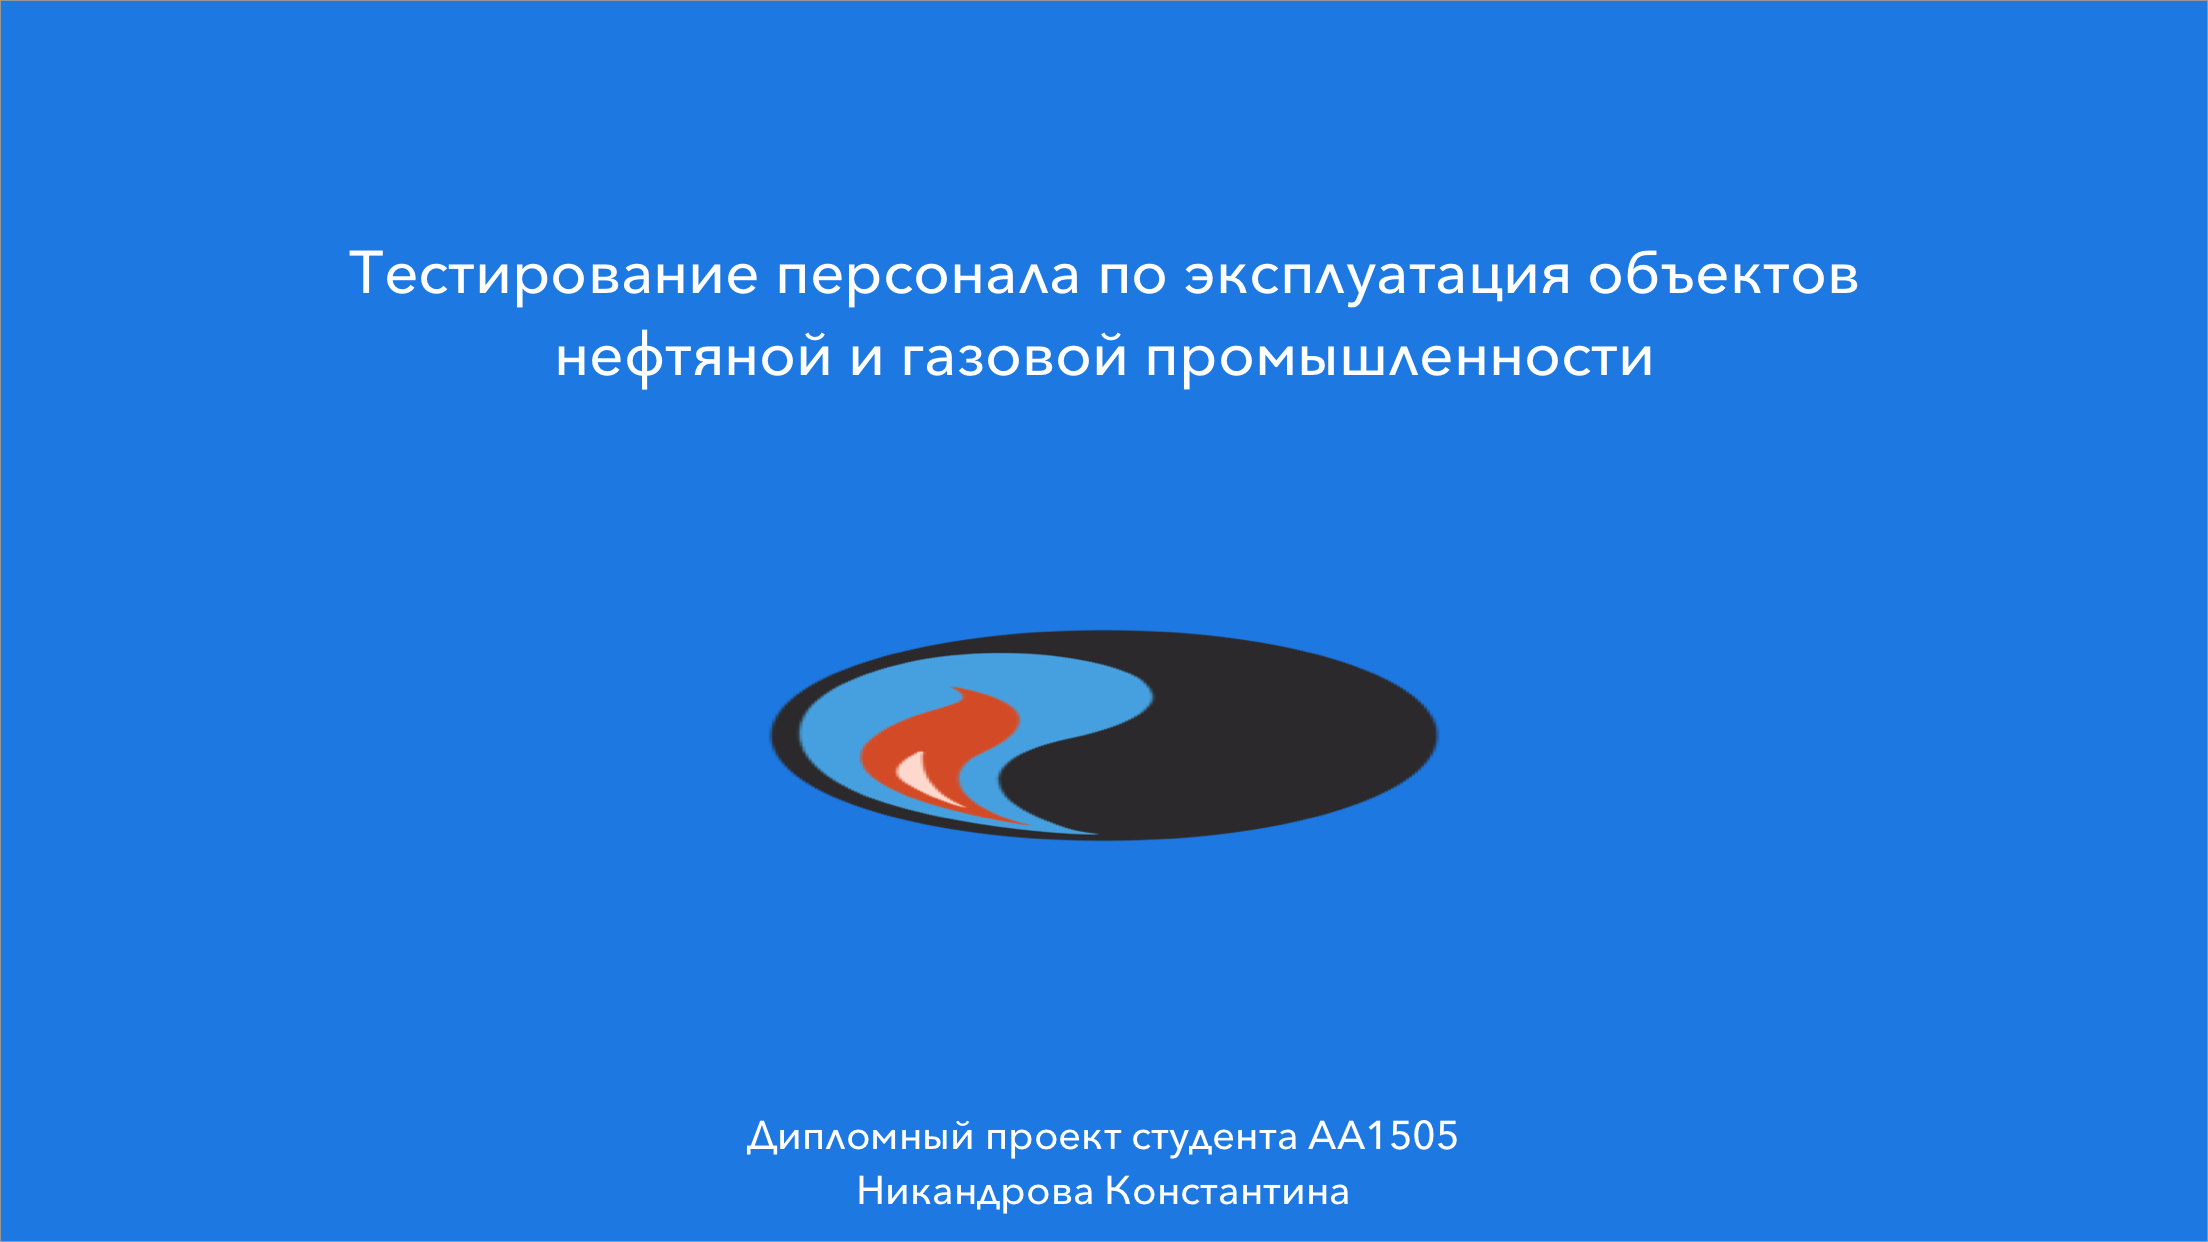 Тестирование персонала по эксплуатация объектов
нефтяной и газовой промышленности
Дипломный проект студента АА1505
Никандрова Константина